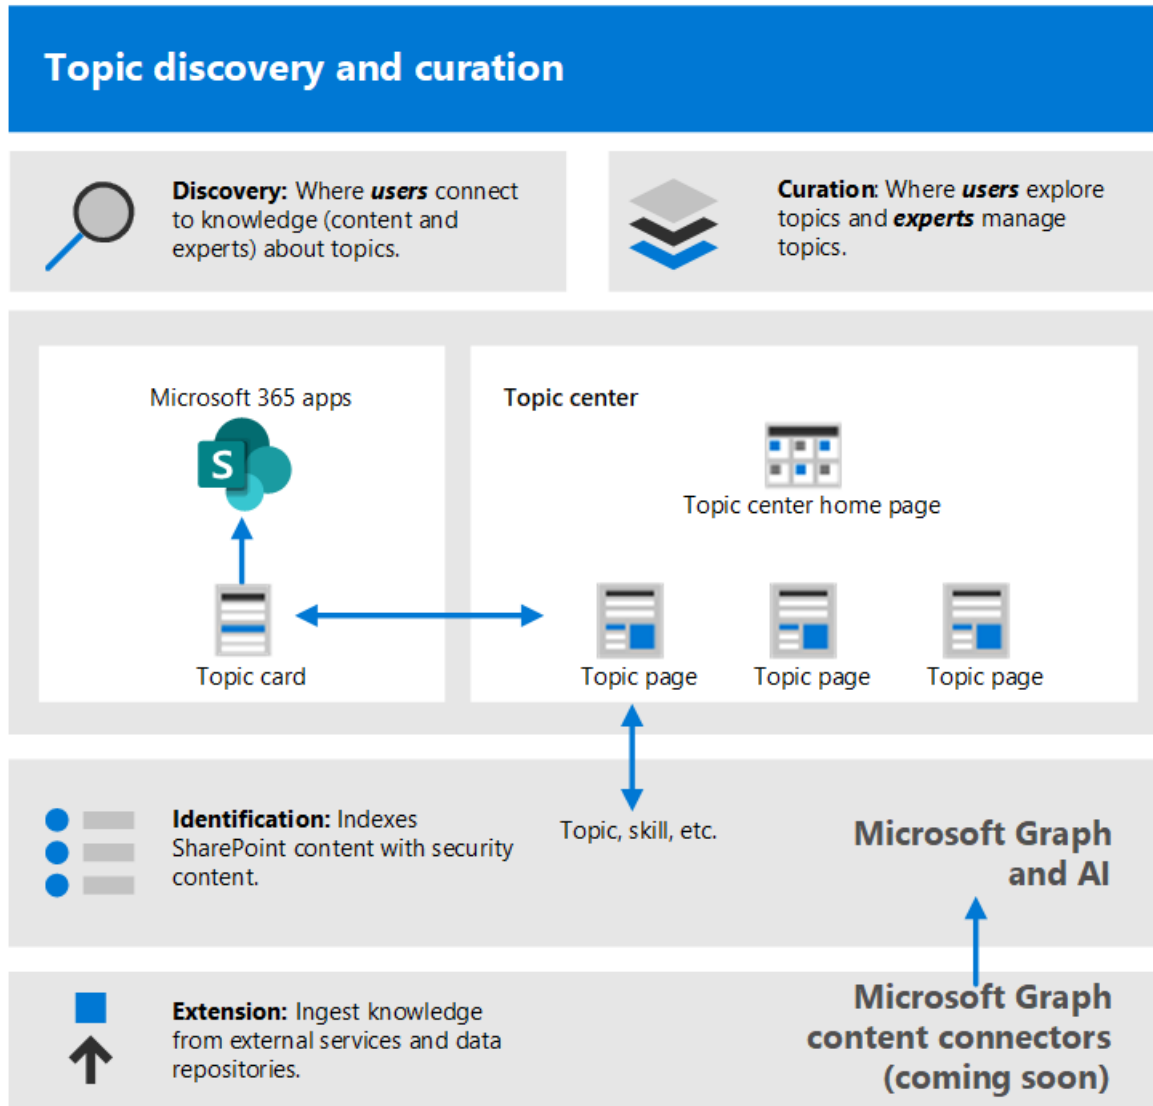 Topic discovery and curation
Discovery: Where users connect
to knowledge (content and
experts) about topics.
Curation: Where users explore
topics and experts manage
topics.
Microsoft 365 apps
S
Topic card
Topic center
Topic center home page
Topic page
Topic page
Topic page
Identification: Indexes
SharePoint content with security
content.
Topic, skill, etc.
Microsoft Graph
and AI
Extension: Ingest knowledge
from external services and data
repositories.
Microsoft Graph
content connectors
(coming soon)